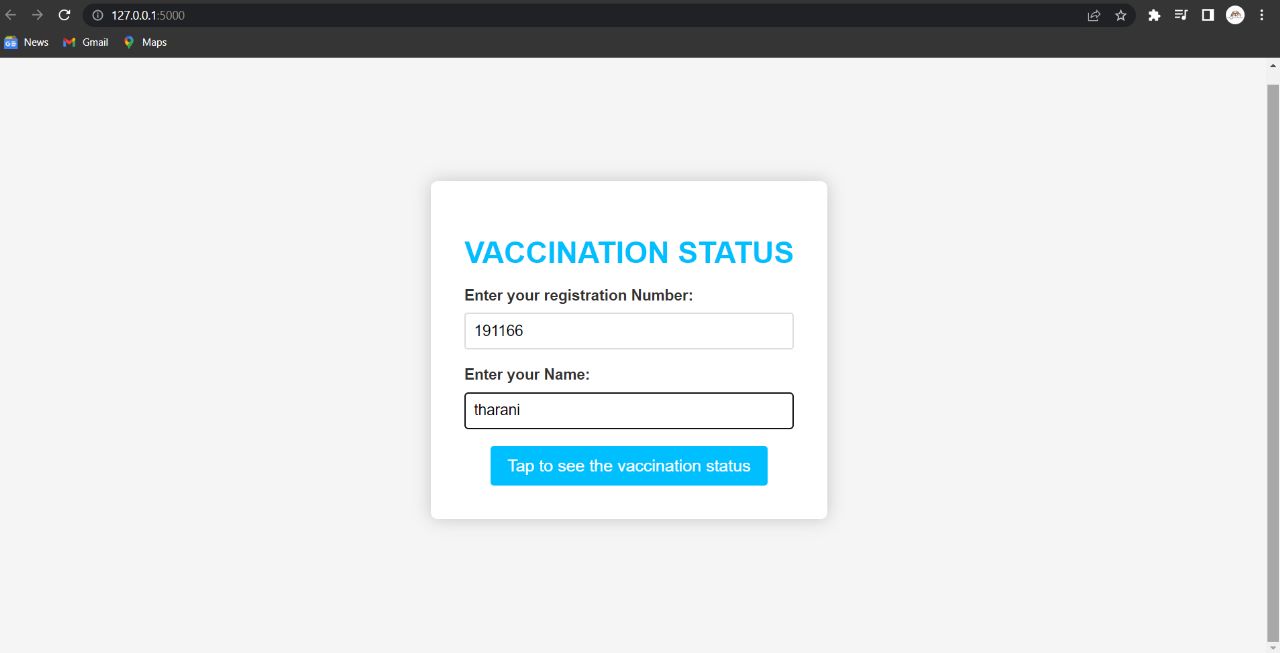 127.0.0.1:5000
News Gmail Maps
VACCINATION STATUS
Enter your registration Number:
191166
Enter your Name:
tharani
Tap to see the vaccination status